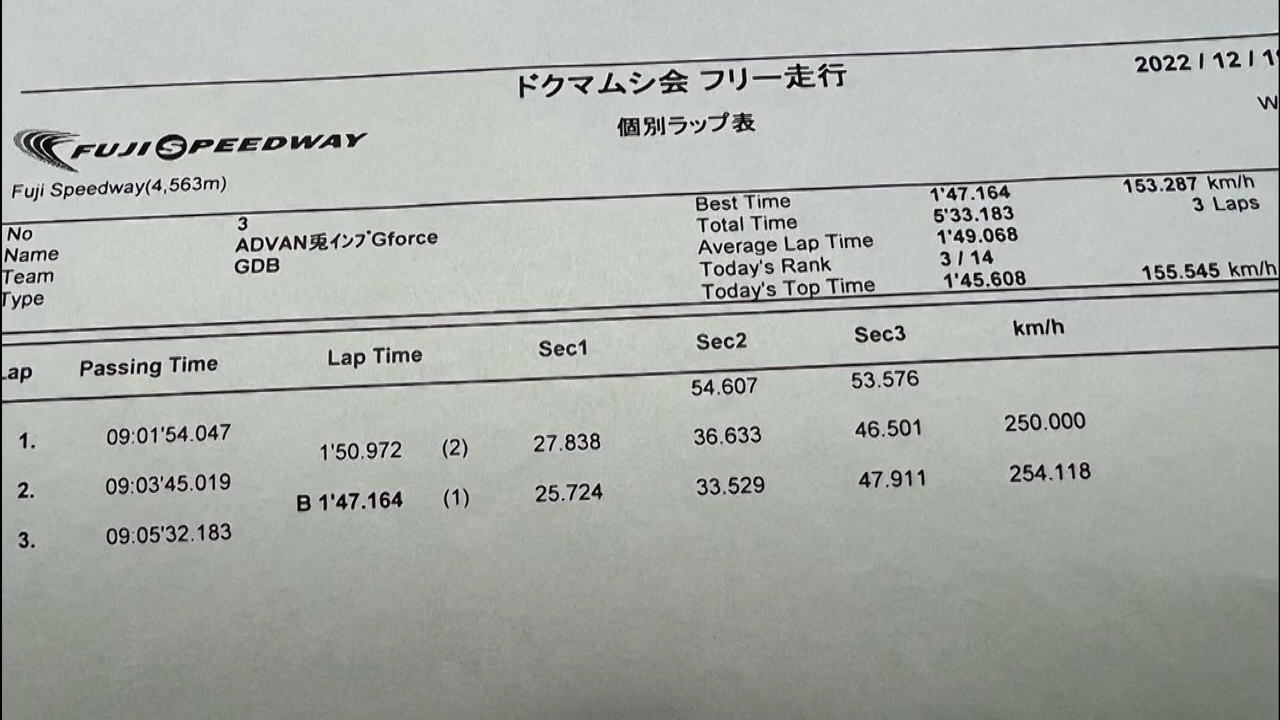 ドクマムシ会 フリー走行 2022 / 12 / 1
個別ラップ表 W
FUJI SPEEDWAY
Fuji Speedway(4,563m)
No 3 Best Time 1'47.164 153.287 km/h
Name ADVAN兎ｲﾝﾌﾟGforce Total Time 5'33.183 3 Laps
Team GDB Average Lap Time 1'49.068
Type Today's Rank 3 / 14
Today's Top Time 1'45.608 155.545 km/h
Lap Passing Time Lap Time Sec1 Sec2 Sec3 km/h
54.607 53.576
1. 09:01'54.047
1'50.972 (2) 27.838 36.633 46.501 250.000
2. 09:03'45.019
B 1'47.164 (1) 25.724 33.529 47.911 254.118
3. 09:05'32.183